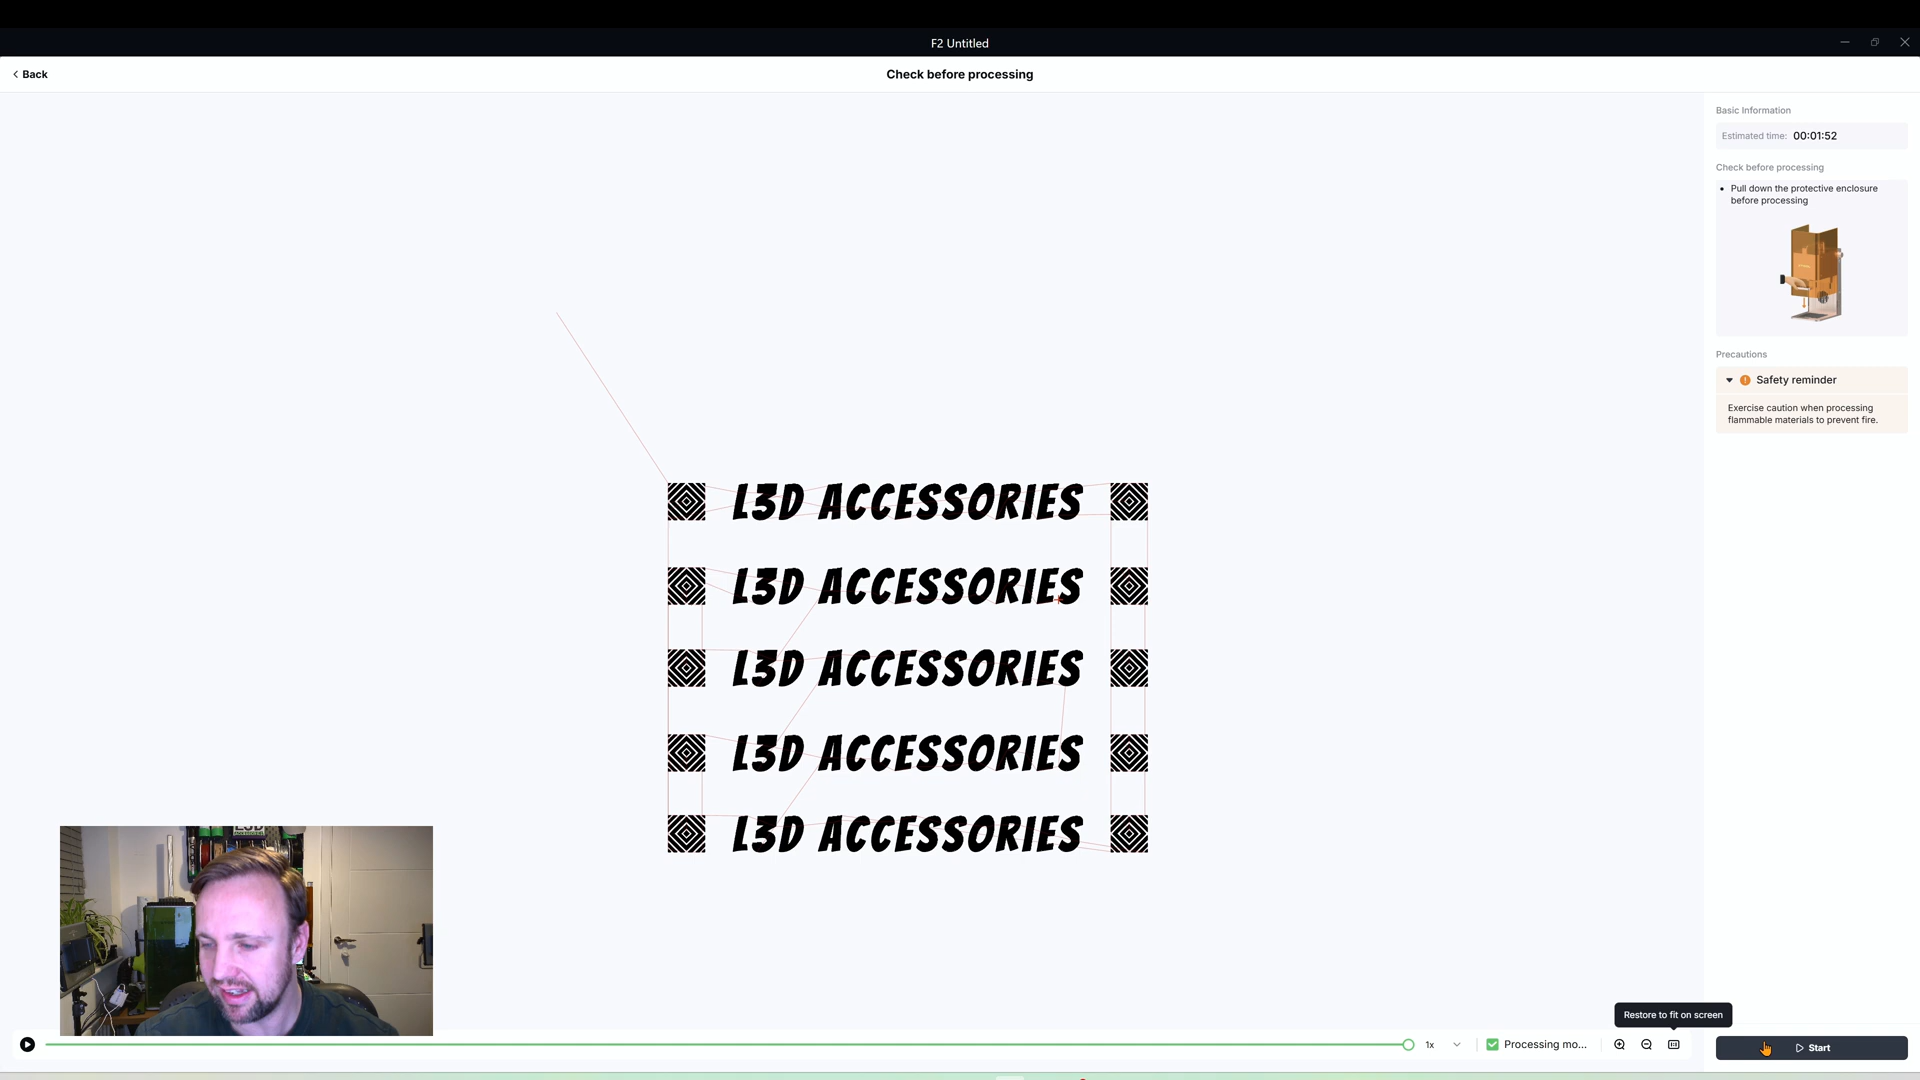 F2 Untitled
Back
Check before processing
Basic Information
Estimated time: 00:01:52
Check before processing
• Pull down the protective enclosure
before processing
Precautions
Safety reminder
Exercise caution when processing
flammable materials to prevent fire.
L3D ACCESSORIES
L3D ACCESSORIES
L3D ACCESSORIES
L3D ACCESSORIES
L3D ACCESSORIES
L3D
Restore to fit on screen
1x
Processing mo...
Start